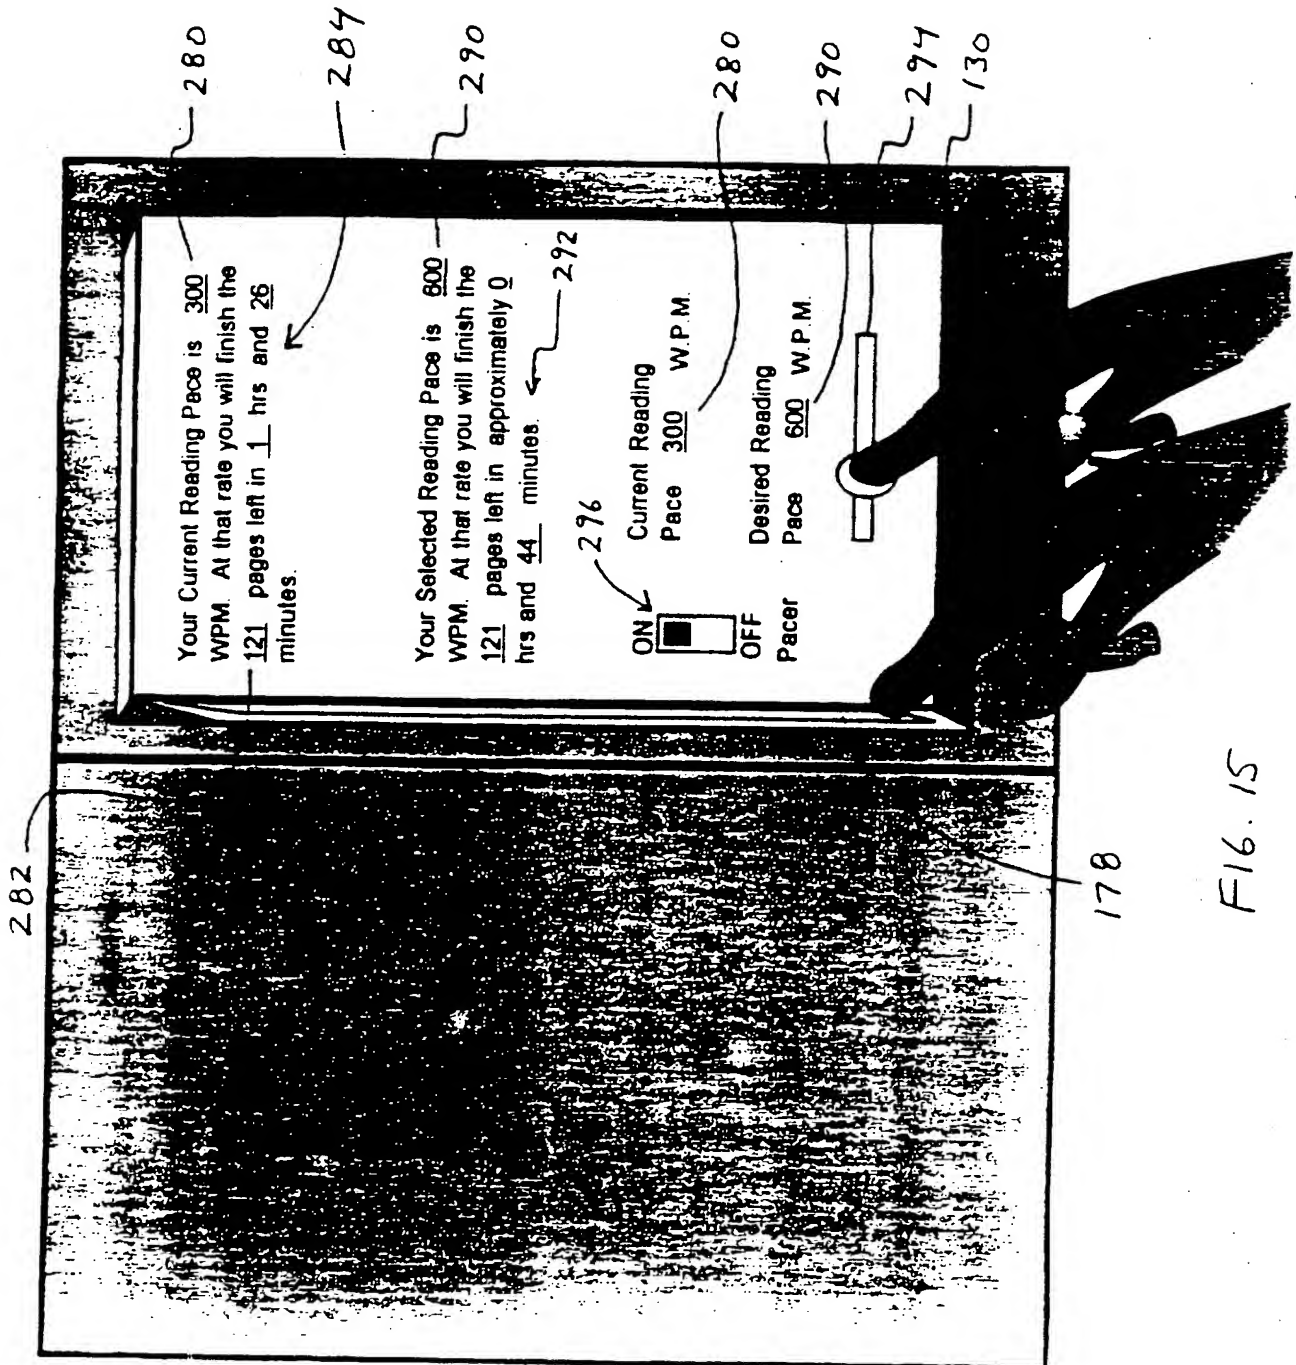 282
Your Current Reading Pace is 300
WPM. At that rate you will finish the
121 pages left in 1 hrs and 26
minutes.
280
284
Your Selected Reading Pace is 600
WPM. At that rate you will finish the
121 pages left in approximately 0
hrs and 44 minutes.
290
292
296
ON
OFF
Pacer
Current Reading
Pace 300 W.P.M.
280
Desired Reading
Pace 600 W.P.M.
290
294
130
178
FIG. 15